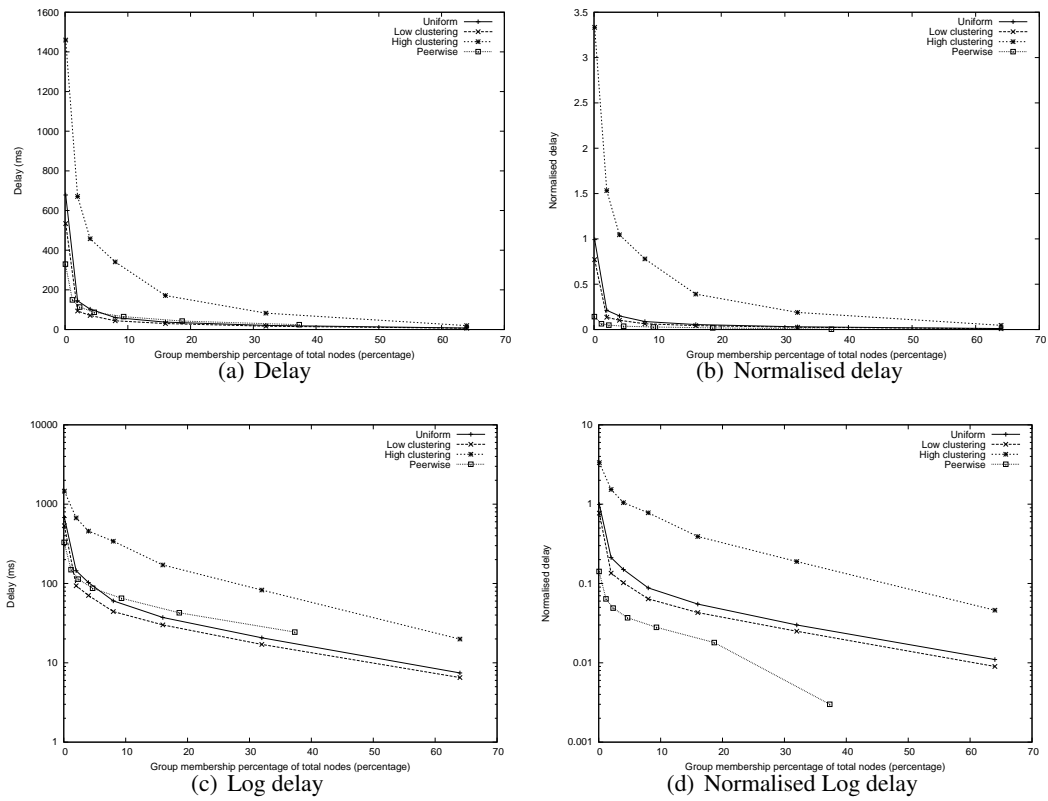 1600
1400
1200
1000
800
600
400
200
0
Delay (ms)
0 10 20 30 40 50 60 70
Group membership percentage of total nodes (percentage)
Uniform
Low clustering
High clustering
Peerwise
(a) Delay
3.5
3
2.5
2
1.5
1
0.5
0
Normalised delay
0 10 20 30 40 50 60 70
Group membership percentage of total nodes (percentage)
Uniform
Low clustering
High clustering
Peerwise
(b) Normalised delay
10000
1000
100
10
1
Delay (ms)
0 10 20 30 40 50 60 70
Group membership percentage of total nodes (percentage)
Uniform
Low clustering
High clustering
Peerwise
(c) Log delay
10
1
0.1
0.01
0.001
Normalised delay
0 10 20 30 40 50 60 70
Group membership percentage of total nodes (percentage)
Uniform
Low clustering
High clustering
Peerwise
(d) Normalised Log delay